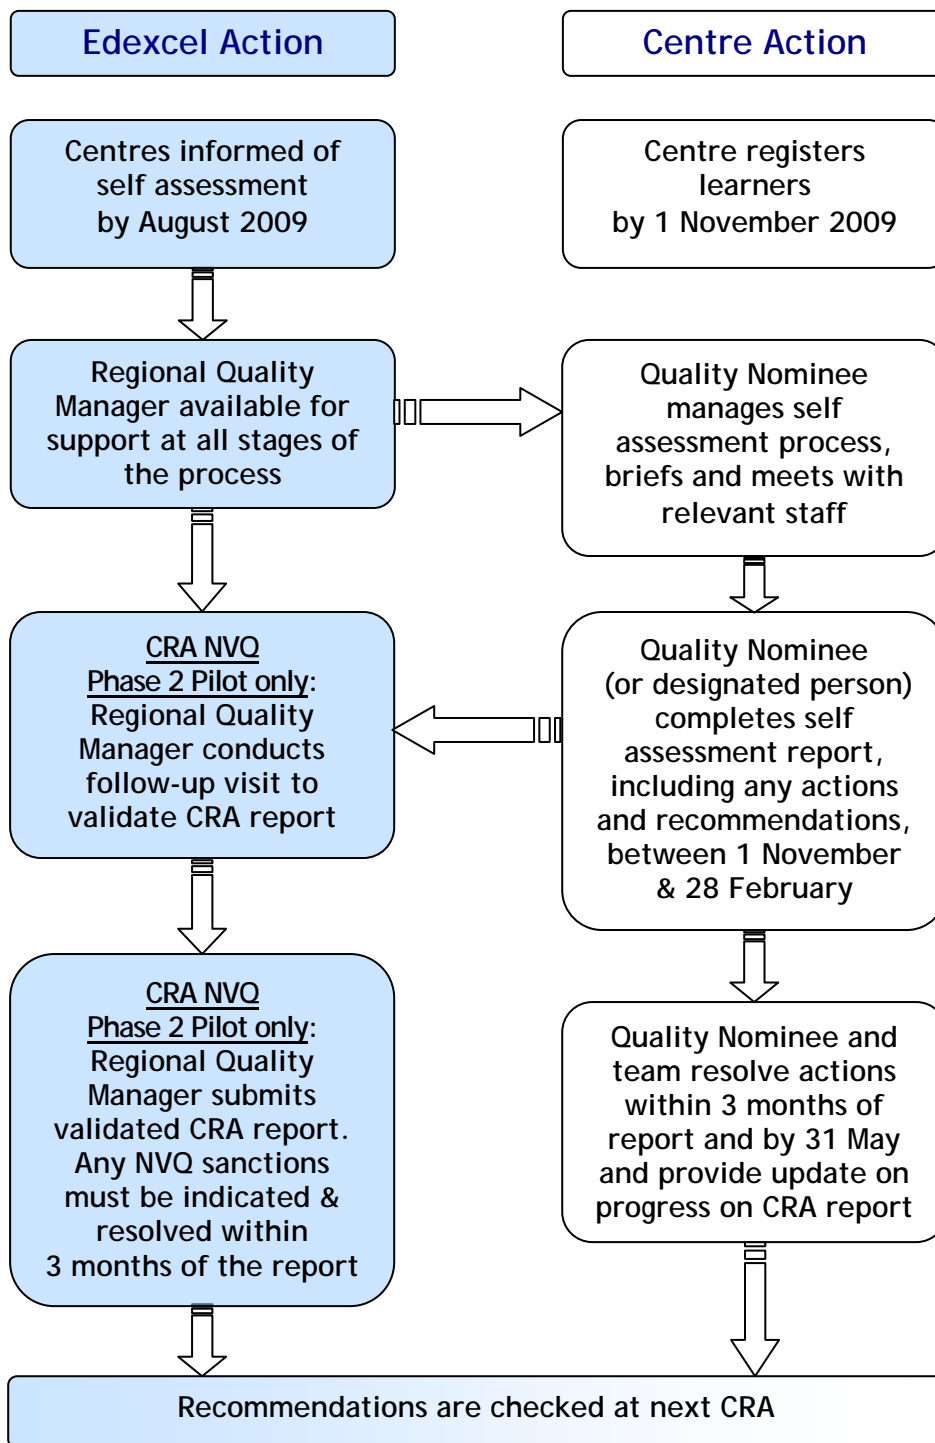 Edexcel Action
Centre Action
Centres informed of
self assessment
by August 2009
Centre registers
learners
by 1 November 2009
Regional Quality
Manager available for
support at all stages of
the process
Quality Nominee
manages self
assessment process,
briefs and meets with
relevant staff
CRA NVQ
Phase 2 Pilot only:
Regional Quality
Manager conducts
follow-up visit to
validate CRA report
Quality Nominee
(or designated person)
completes self
assessment report,
including any actions
and recommendations,
between 1 November
& 28 February
CRA NVQ
Phase 2 Pilot only:
Regional Quality
Manager submits
validated CRA report.
Any NVQ sanctions
must be indicated &
resolved within
3 months of the report
Quality Nominee and
team resolve actions
within 3 months of
report and by 31 May
and provide update on
progress on CRA report
Recommendations are checked at next CRA